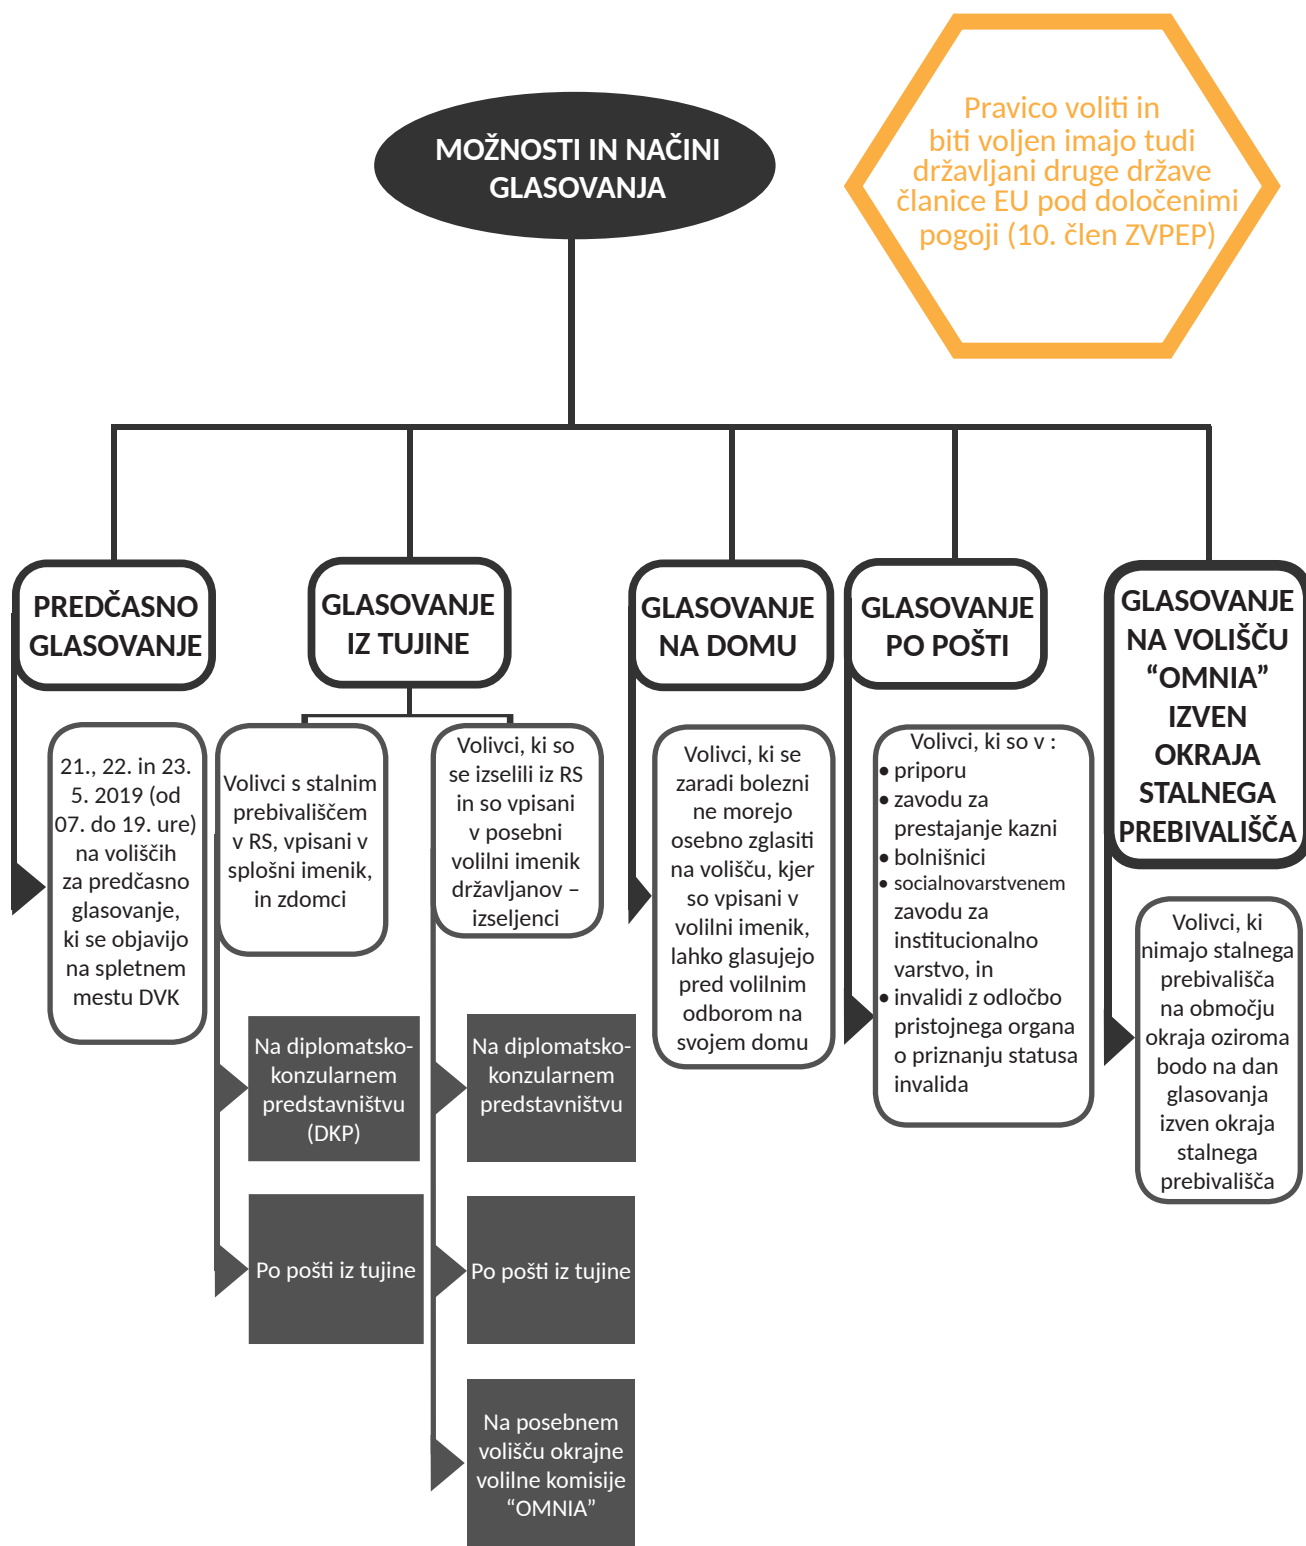 MOŽNOSTI IN NAČINI
GLASOVANJA
Pravico voliti in
biti voljen imajo tudi
državljani druge države
članice EU pod določenimi
pogoji (10. člen ZVPEP)
PREDČASNO
GLASOVANJE
21., 22. in 23.
5. 2019 (od
07. do 19. ure)
na voliščih
za predčasno
glasovanje,
ki se objavijo
na spletnem
mestu DVK
GLASOVANJE
IZ TUJINE
Volivci s stalnim
prebivališčem
v RS, vpisani v
splošni imenik,
in zdomci
Na diplomatsko-
konzularnem
predstavništvu
(DKP)
Po pošti iz tujine
Volivci, ki so
se izselili iz RS
in so vpisani
v posebni
volilni imenik
državljanov –
izseljenci
Na diplomatsko-
konzularnem
predstavništvu
Po pošti iz tujine
Na posebnem
volišču okrajne
volilne komisije
“OMNIA”
GLASOVANJE
NA DOMU
Volivci, ki se
zaradi bolezni
ne morejo
osebno zglasiti
na volišču, kjer
so vpisani v
volilni imenik,
lahko glasujejo
pred volilnim
odborom na
svojem domu
GLASOVANJE
PO POŠTI
Volivci, ki so v :
• priporu
• zavodu za
prestajanje kazni
• bolnišnici
• socialnovarstvenem
zavodu za
institucionalno
varstvo, in
• invalidi z odločbo
pristojnega organa
o priznanju statusa
invalida
GLASOVANJE
NA VOLIŠČU
“OMNIA”
IZVEN
OKRAJA
STALNEGA
PREBIVALIŠČA
Volivci, ki
nimajo stalnega
prebivališča
na območju
okraja oziroma
bodo na dan
glasovanja
izven okraja
stalnega
prebivališča